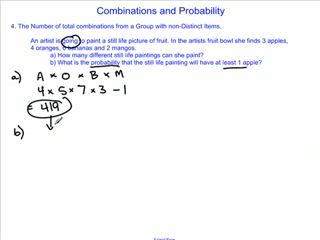 Combinations and Probability
4. The Number of total combinations from a Group with non-Distinct Items.
An artist is going to paint a still life picture of fruit. In the artists fruit bowl she finds 3 apples,
4 oranges, 6 bananas and 2 mangos.
a) How many different still life paintings can she paint?
b) What is the probability that the still life painting will have at least 1 apple?
a) A × O × B × M
4 × 5 × 7 × 3 - 1
= 419
b)